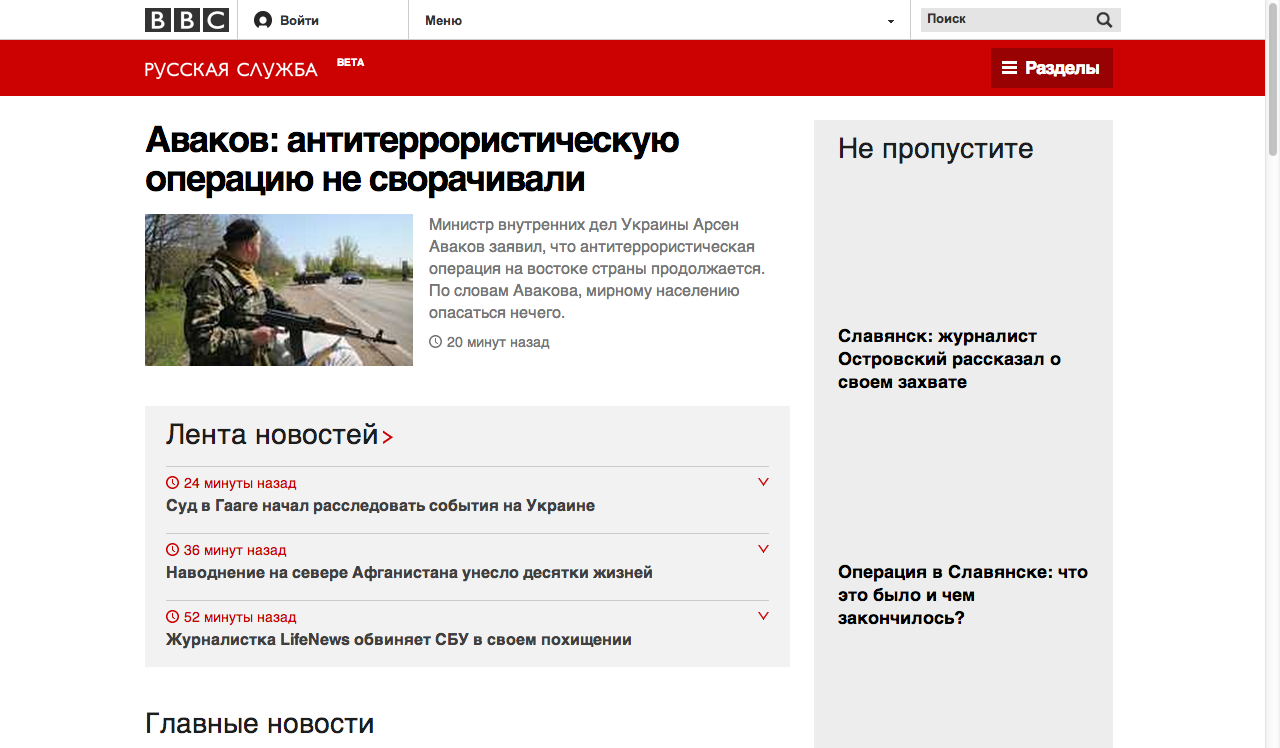 BBC
Войти
Меню
Поиск
РУССКАЯ СЛУЖБА
BETA
Разделы
Аваков: антитеррористическую
операцию не сворачивали
Министр внутренних дел Украины Арсен
Аваков заявил, что антитеррористическая
операция на востоке страны продолжается.
По словам Авакова, мирному населению
опасаться нечего.
20 минут назад
Лента новостей
24 минуты назад
Суд в Гааге начал расследовать события на Украине
36 минут назад
Наводнение на севере Афганистана унесло десятки жизней
52 минуты назад
Журналистка LifeNews обвиняет СБУ в своем похищении
Главные новости
Не пропустите
Славянск: журналист
Островский рассказал о
своем захвате
Операция в Славянске: что
это было и чем
закончилось?